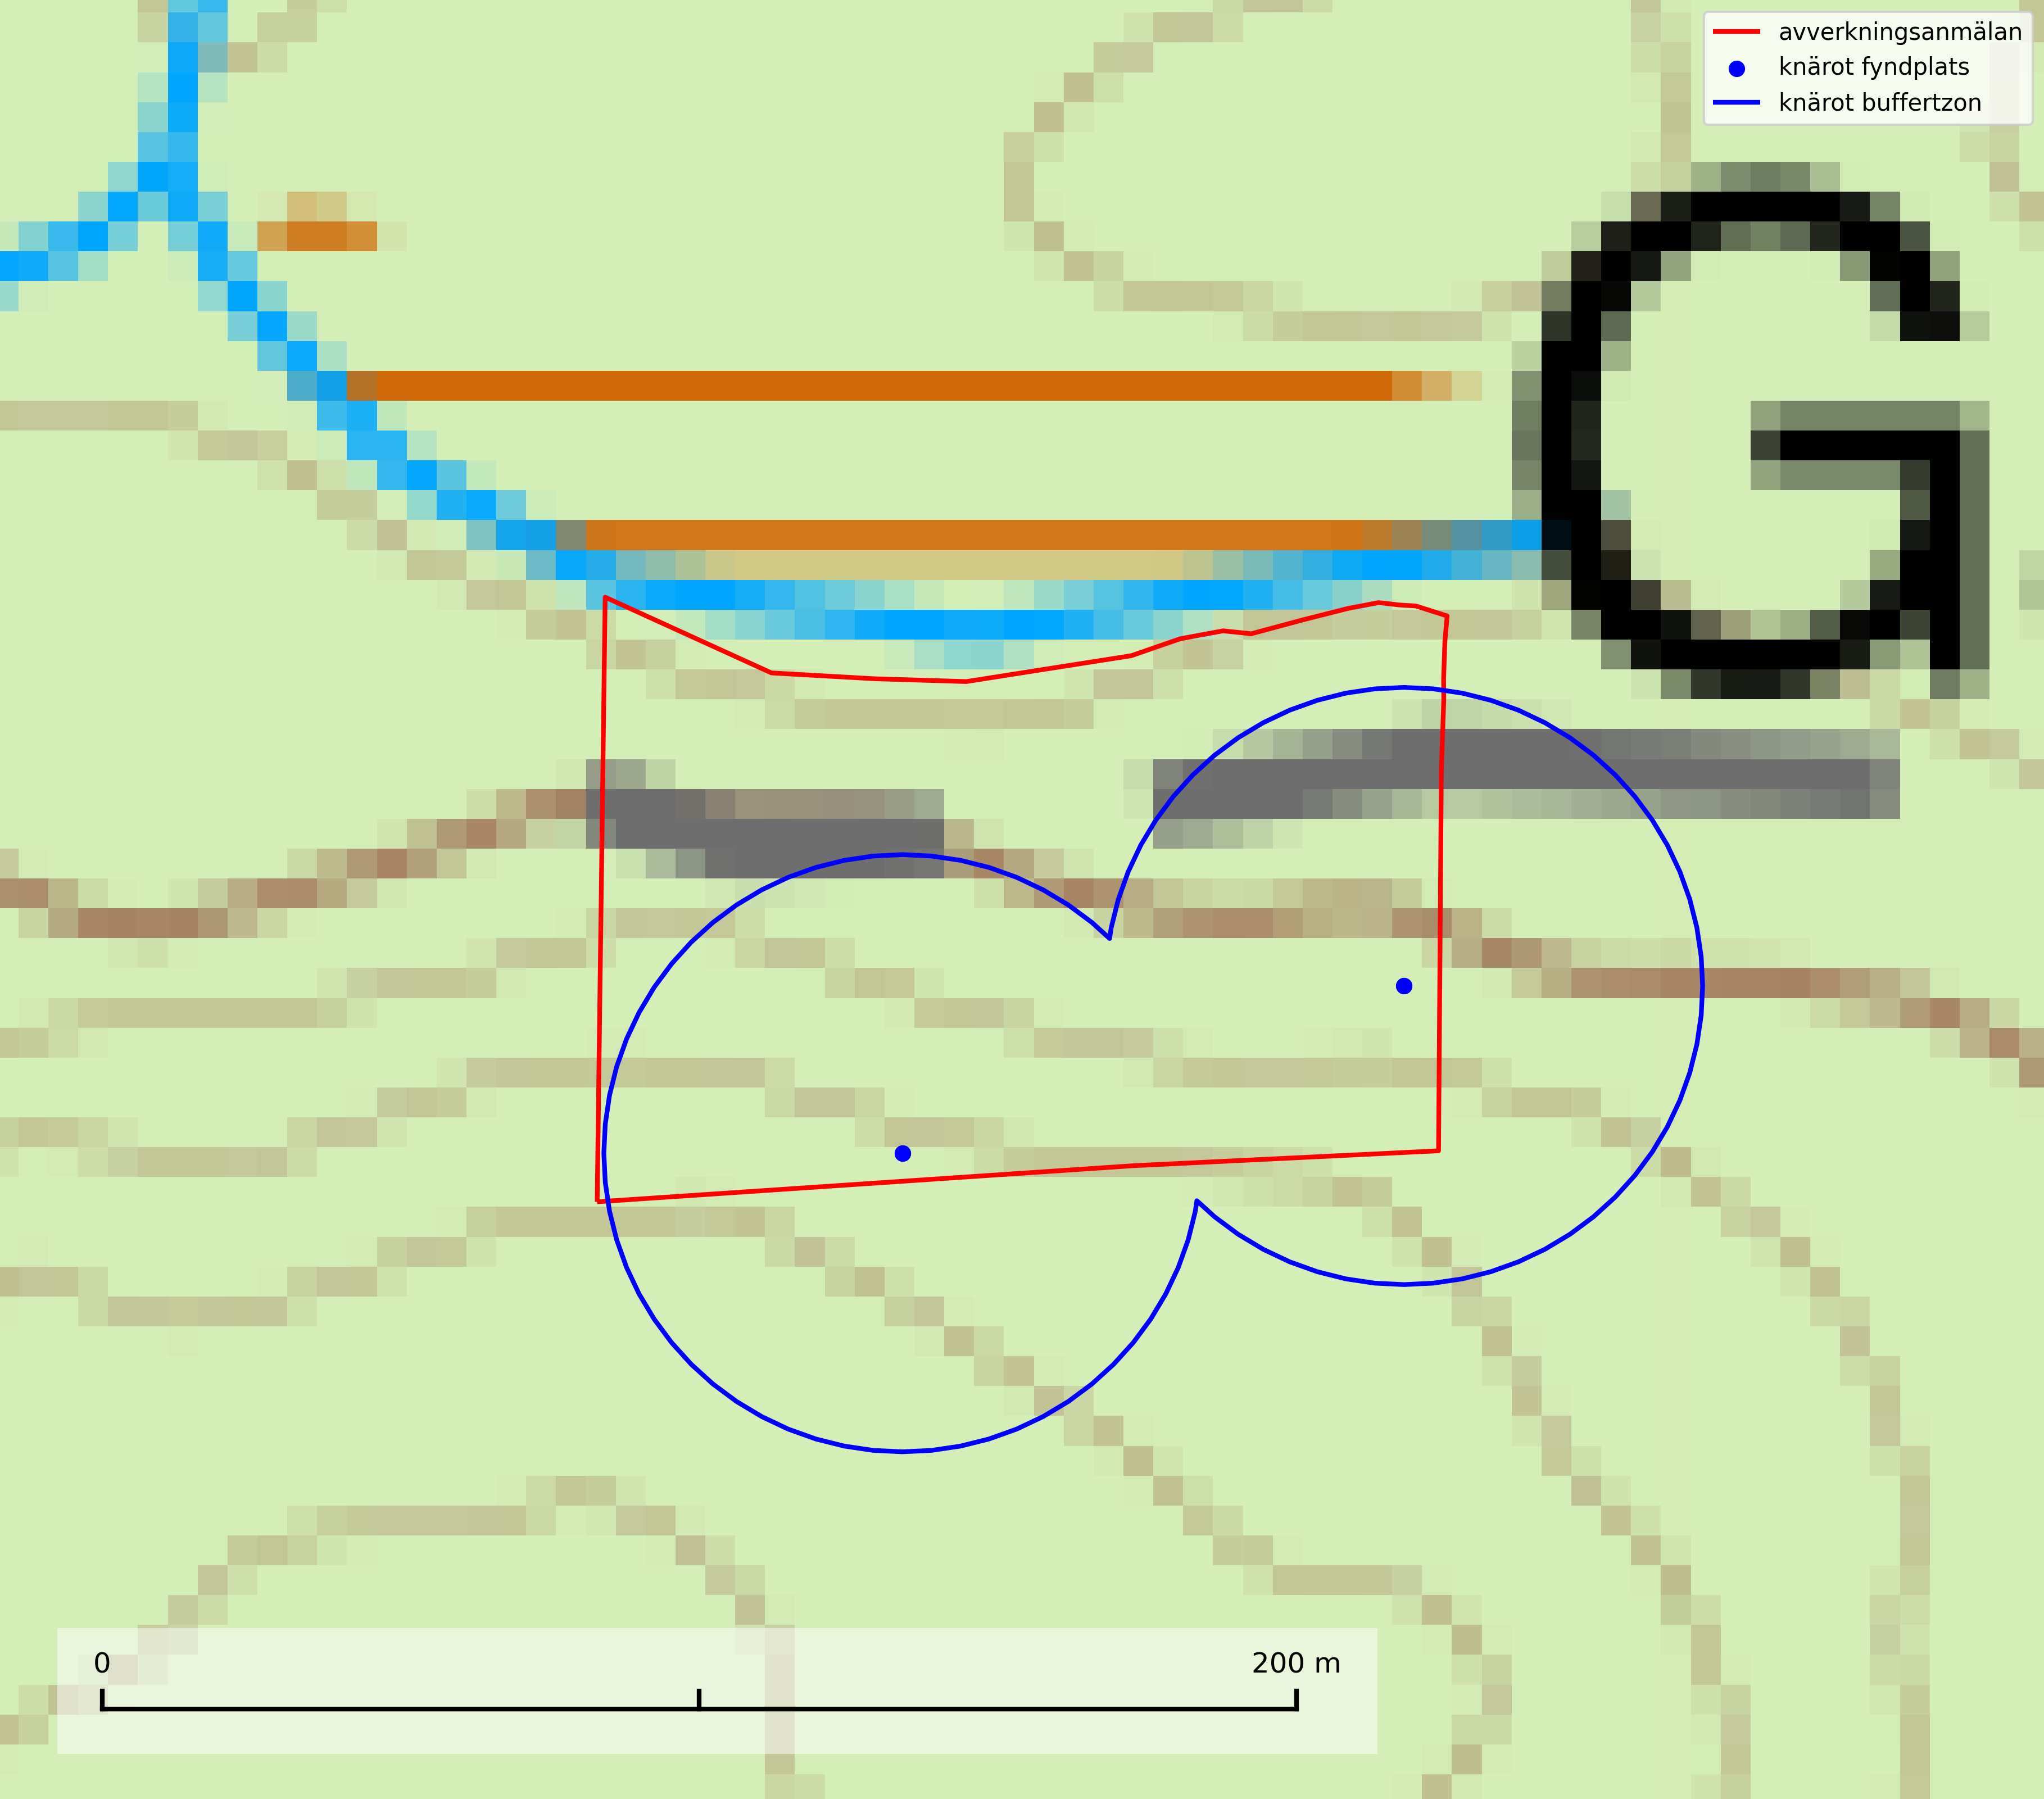 avverkningsanmälan
knärot fyndplats
knärot buffertzon
G
0 200 m